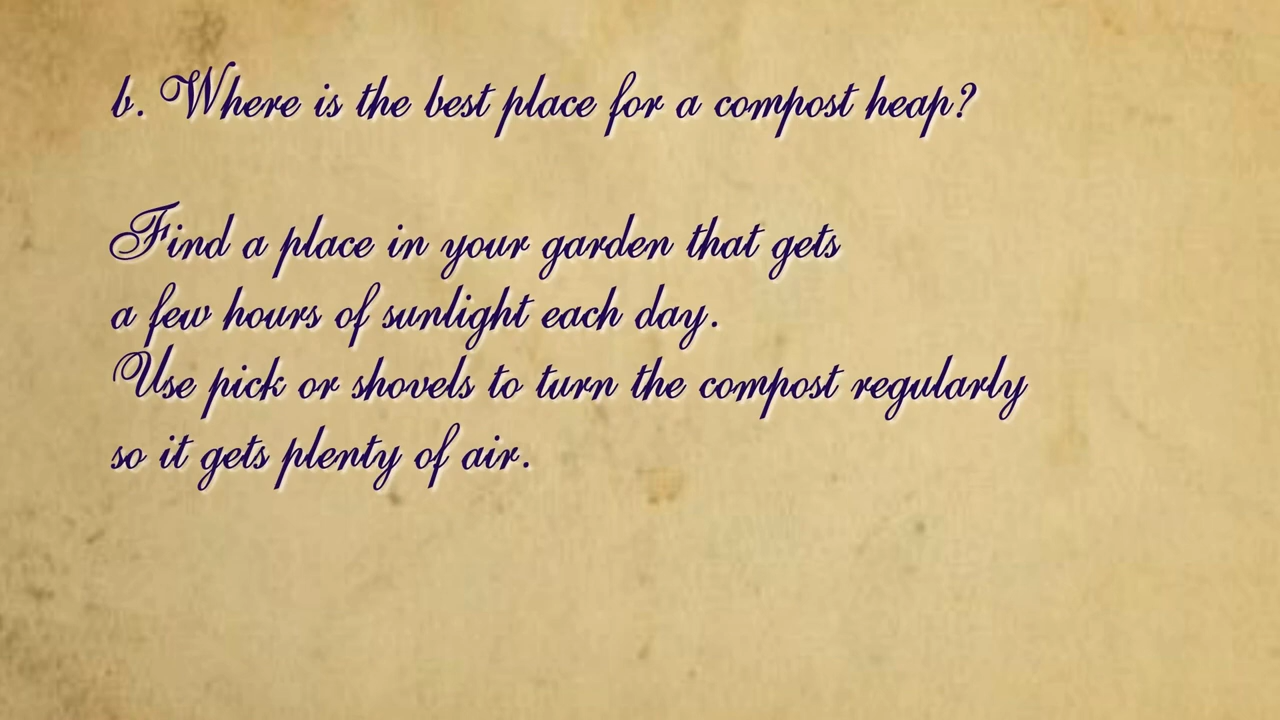 b. Where is the best place for a compost heap?
Find a place in your garden that gets
a few hours of sunlight each day.
Use pick or shovels to turn the compost regularly
so it gets plenty of air.